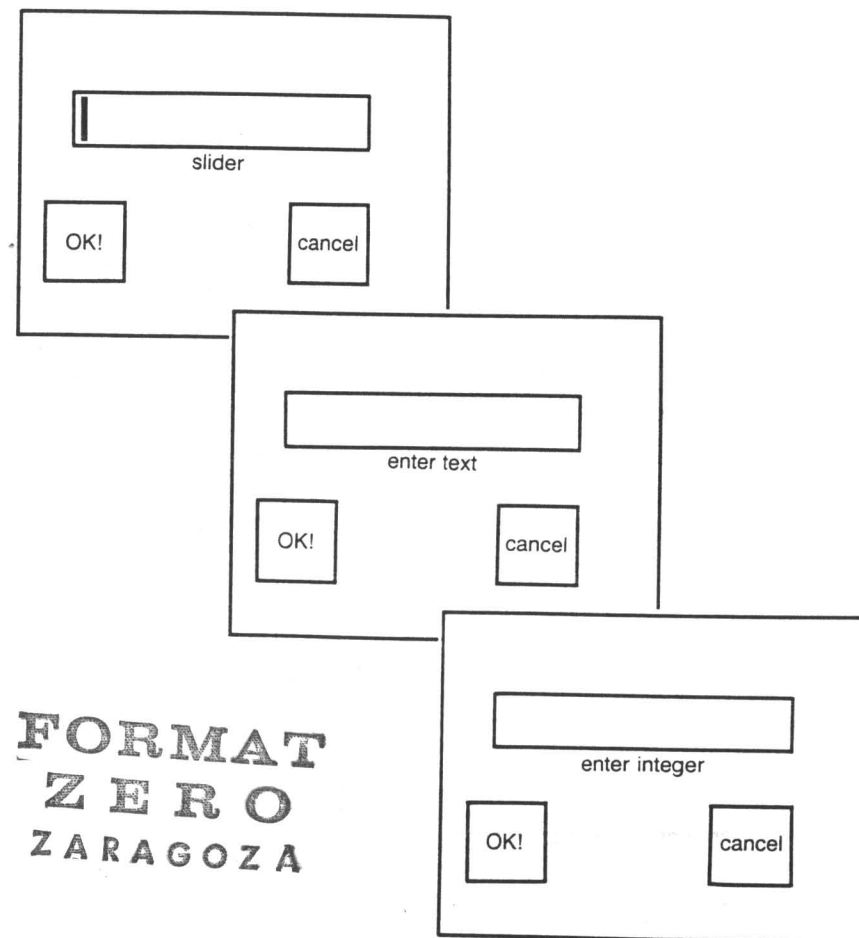 slider
OK!
cancel
enter text
OK!
cancel
enter integer
OK!
cancel
FORMAT
ZERO
ZARAGOZA